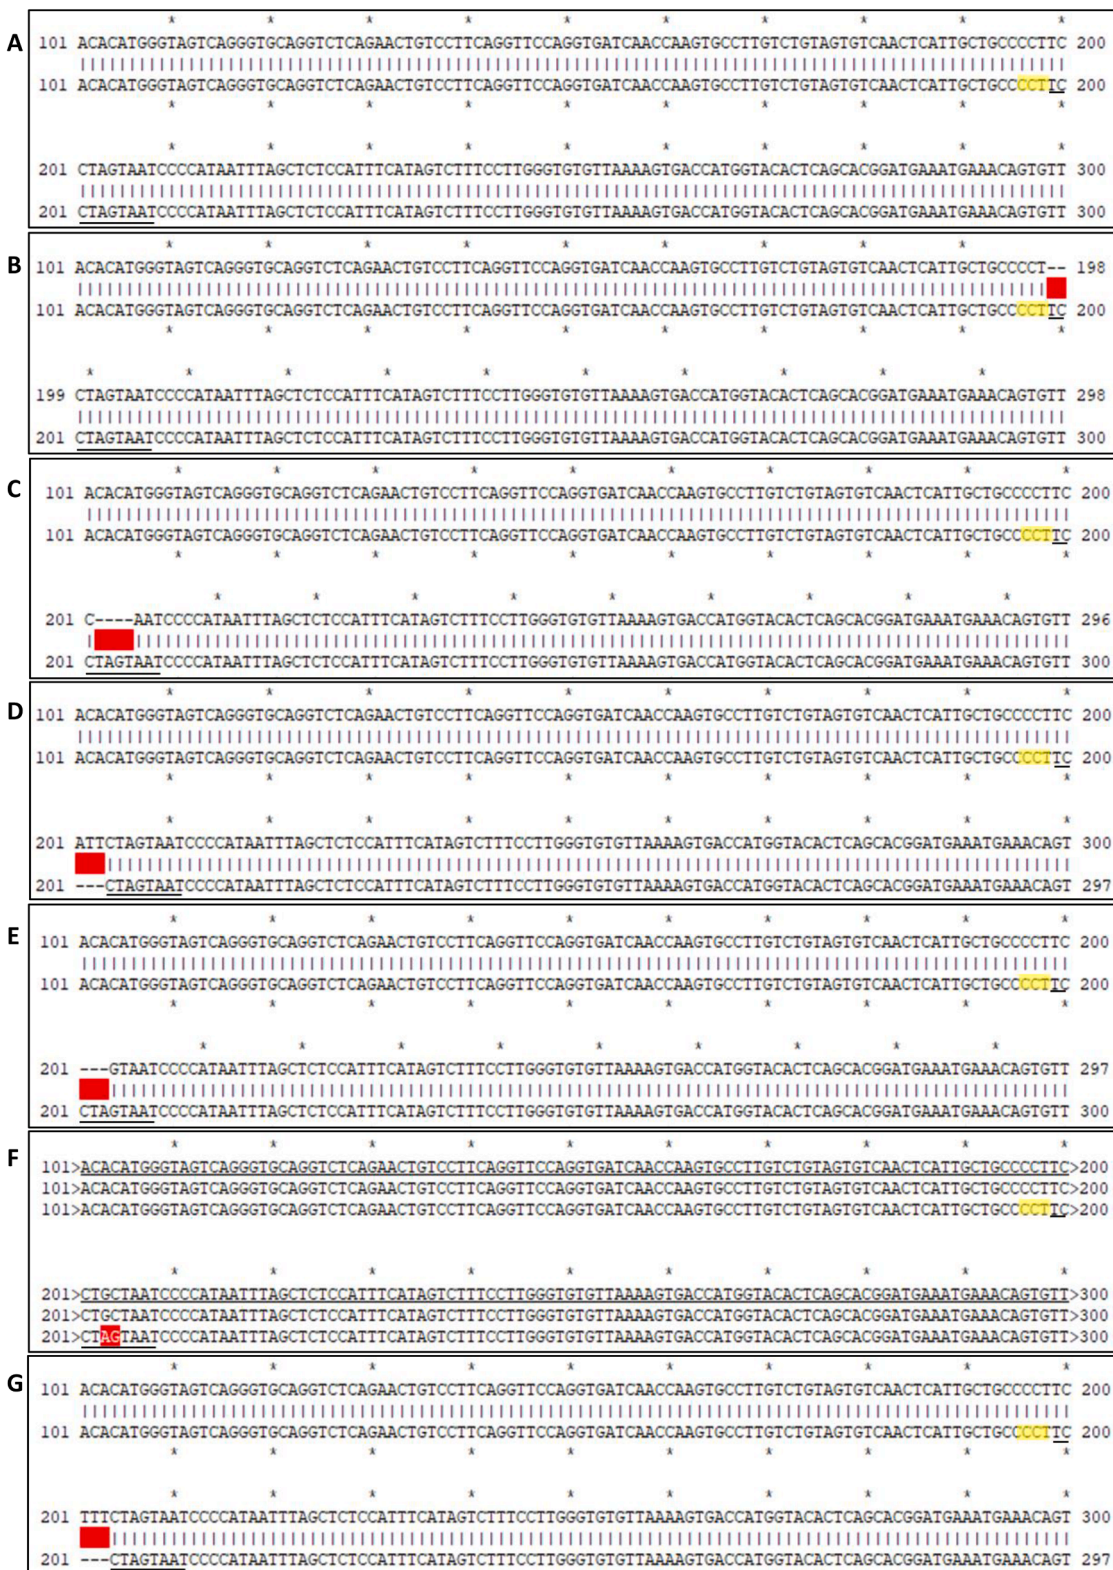 A
101 ACACATGGGTAGTCAGGGTGCAGGTCTCAGAACTGTCCTTCAGGTTCCAGGTGATCAACCAAGTGCCTTGTCTGTAGTGTCAACTCATTGCTGCCCCTTC 200
101 ACACATGGGTAGTCAGGGTGCAGGTCTCAGAACTGTCCTTCAGGTTCCAGGTGATCAACCAAGTGCCTTGTCTGTAGTGTCAACTCATTGCTGCCCCTTC 200
201 CTAGTAATCCCCATAATTTAGCTCTCCATTTCATAGTCTTTCCTTGGGTGTGTTAAAAGTGACCATGGTACACTCAGCACGGATGAAATGAAACAGTGTT 300
201 CTAGTAATCCCCATAATTTAGCTCTCCATTTCATAGTCTTTCCTTGGGTGTGTTAAAAGTGACCATGGTACACTCAGCACGGATGAAATGAAACAGTGTT 300
B
101 ACACATGGGTAGTCAGGGTGCAGGTCTCAGAACTGTCCTTCAGGTTCCAGGTGATCAACCAAGTGCCTTGTCTGTAGTGTCAACTCATTGCTGCCCCT-- 198
101 ACACATGGGTAGTCAGGGTGCAGGTCTCAGAACTGTCCTTCAGGTTCCAGGTGATCAACCAAGTGCCTTGTCTGTAGTGTCAACTCATTGCTGCCCCTTC 200
199 CTAGTAATCCCCATAATTTAGCTCTCCATTTCATAGTCTTTCCTTGGGTGTGTTAAAAGTGACCATGGTACACTCAGCACGGATGAAATGAAACAGTGTT 298
201 CTAGTAATCCCCATAATTTAGCTCTCCATTTCATAGTCTTTCCTTGGGTGTGTTAAAAGTGACCATGGTACACTCAGCACGGATGAAATGAAACAGTGTT 300
C
101 ACACATGGGTAGTCAGGGTGCAGGTCTCAGAACTGTCCTTCAGGTTCCAGGTGATCAACCAAGTGCCTTGTCTGTAGTGTCAACTCATTGCTGCCCCTTC 200
101 ACACATGGGTAGTCAGGGTGCAGGTCTCAGAACTGTCCTTCAGGTTCCAGGTGATCAACCAAGTGCCTTGTCTGTAGTGTCAACTCATTGCTGCCCCTTC 200
201 C----AATCCCCATAATTTAGCTCTCCATTTCATAGTCTTTCCTTGGGTGTGTTAAAAGTGACCATGGTACACTCAGCACGGATGAAATGAAACAGTGTT 296
201 CTAGTAATCCCCATAATTTAGCTCTCCATTTCATAGTCTTTCCTTGGGTGTGTTAAAAGTGACCATGGTACACTCAGCACGGATGAAATGAAACAGTGTT 300
D
101 ACACATGGGTAGTCAGGGTGCAGGTCTCAGAACTGTCCTTCAGGTTCCAGGTGATCAACCAAGTGCCTTGTCTGTAGTGTCAACTCATTGCTGCCCCTTC 200
101 ACACATGGGTAGTCAGGGTGCAGGTCTCAGAACTGTCCTTCAGGTTCCAGGTGATCAACCAAGTGCCTTGTCTGTAGTGTCAACTCATTGCTGCCCCTTC 200
201 ATTCTAGTAATCCCCATAATTTAGCTCTCCATTTCATAGTCTTTCCTTGGGTGTGTTAAAAGTGACCATGGTACACTCAGCACGGATGAAATGAAACAGT 300
201 ---CTAGTAATCCCCATAATTTAGCTCTCCATTTCATAGTCTTTCCTTGGGTGTGTTAAAAGTGACCATGGTACACTCAGCACGGATGAAATGAAACAGT 297
E
101 ACACATGGGTAGTCAGGGTGCAGGTCTCAGAACTGTCCTTCAGGTTCCAGGTGATCAACCAAGTGCCTTGTCTGTAGTGTCAACTCATTGCTGCCCCTTC 200
101 ACACATGGGTAGTCAGGGTGCAGGTCTCAGAACTGTCCTTCAGGTTCCAGGTGATCAACCAAGTGCCTTGTCTGTAGTGTCAACTCATTGCTGCCCCTTC 200
201 ---GTAATCCCCATAATTTAGCTCTCCATTTCATAGTCTTTCCTTGGGTGTGTTAAAAGTGACCATGGTACACTCAGCACGGATGAAATGAAACAGTGTT 297
201 CTAGTAATCCCCATAATTTAGCTCTCCATTTCATAGTCTTTCCTTGGGTGTGTTAAAAGTGACCATGGTACACTCAGCACGGATGAAATGAAACAGTGTT 300
F
101>ACACATGGGTAGTCAGGGTGCAGGTCTCAGAACTGTCCTTCAGGTTCCAGGTGATCAACCAAGTGCCTTGTCTGTAGTGTCAACTCATTGCTGCCCCTTC>200
101>ACACATGGGTAGTCAGGGTGCAGGTCTCAGAACTGTCCTTCAGGTTCCAGGTGATCAACCAAGTGCCTTGTCTGTAGTGTCAACTCATTGCTGCCCCTTC>200
101>ACACATGGGTAGTCAGGGTGCAGGTCTCAGAACTGTCCTTCAGGTTCCAGGTGATCAACCAAGTGCCTTGTCTGTAGTGTCAACTCATTGCTGCCCCTTC>200
201>CTGCTAATCCCCATAATTTAGCTCTCCATTTCATAGTCTTTCCTTGGGTGTGTTAAAAGTGACCATGGTACACTCAGCACGGATGAAATGAAACAGTGTT>300
201>CTGCTAATCCCCATAATTTAGCTCTCCATTTCATAGTCTTTCCTTGGGTGTGTTAAAAGTGACCATGGTACACTCAGCACGGATGAAATGAAACAGTGTT>300
201>CTAGTAATCCCCATAATTTAGCTCTCCATTTCATAGTCTTTCCTTGGGTGTGTTAAAAGTGACCATGGTACACTCAGCACGGATGAAATGAAACAGTGTT>300
G
101 ACACATGGGTAGTCAGGGTGCAGGTCTCAGAACTGTCCTTCAGGTTCCAGGTGATCAACCAAGTGCCTTGTCTGTAGTGTCAACTCATTGCTGCCCCTTC 200
101 ACACATGGGTAGTCAGGGTGCAGGTCTCAGAACTGTCCTTCAGGTTCCAGGTGATCAACCAAGTGCCTTGTCTGTAGTGTCAACTCATTGCTGCCCCTTC 200
201 TTTCTAGTAATCCCCATAATTTAGCTCTCCATTTCATAGTCTTTCCTTGGGTGTGTTAAAAGTGACCATGGTACACTCAGCACGGATGAAATGAAACAGT 300
201 ---CTAGTAATCCCCATAATTTAGCTCTCCATTTCATAGTCTTTCCTTGGGTGTGTTAAAAGTGACCATGGTACACTCAGCACGGATGAAATGAAACAGT 297